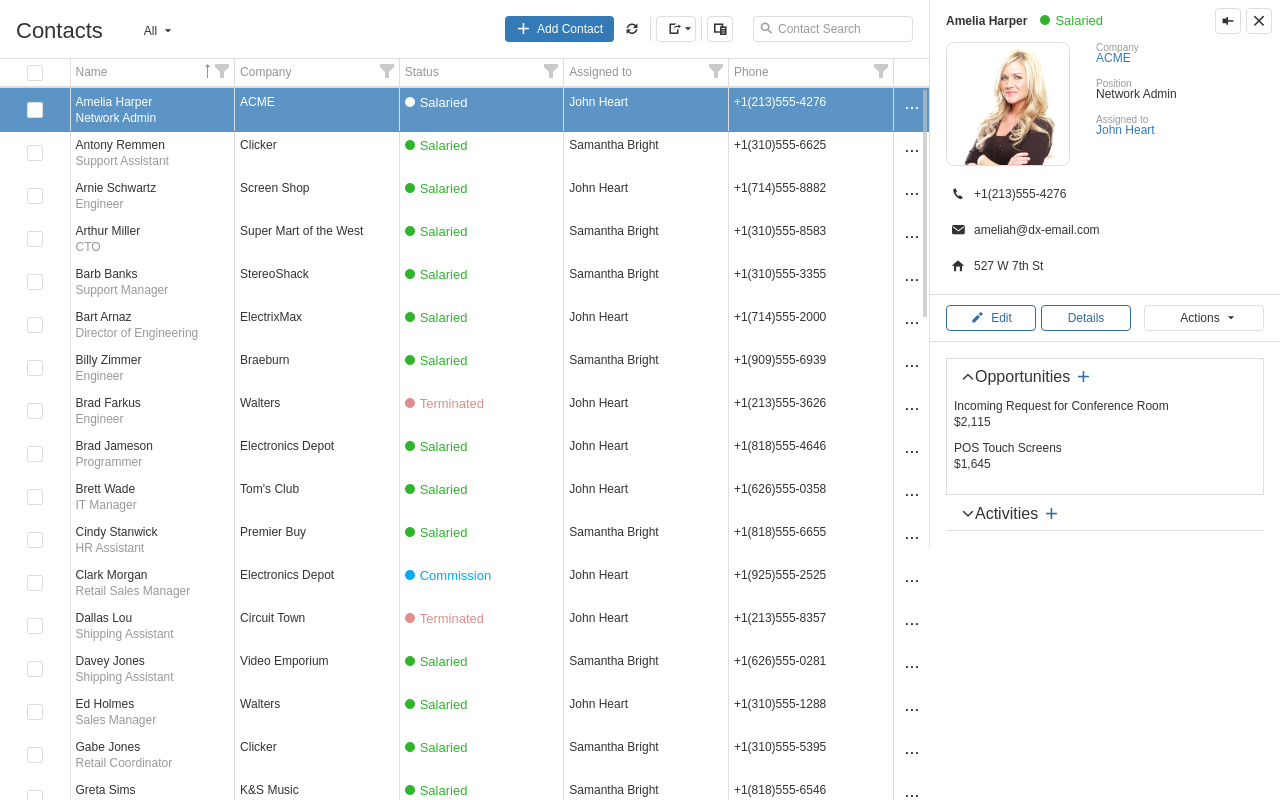 Contacts
All
Add Contact
Contact Search
Name
Company
Status
Assigned to
Phone
Amelia Harper
Network Admin
ACME
Salaried
John Heart
+1(213)555-4276
Antony Remmen
Support Assistant
Clicker
Salaried
Samantha Bright
+1(310)555-6625
Arnie Schwartz
Engineer
Screen Shop
Salaried
John Heart
+1(714)555-8882
Arthur Miller
CTO
Super Mart of the West
Salaried
Samantha Bright
+1(310)555-8583
Barb Banks
Support Manager
StereoShack
Salaried
Samantha Bright
+1(310)555-3355
Bart Arnaz
Director of Engineering
ElectrixMax
Salaried
John Heart
+1(714)555-2000
Billy Zimmer
Engineer
Braeburn
Salaried
Samantha Bright
+1(909)555-6939
Brad Farkus
Engineer
Walters
Terminated
John Heart
+1(213)555-3626
Brad Jameson
Programmer
Electronics Depot
Salaried
John Heart
+1(818)555-4646
Brett Wade
IT Manager
Tom's Club
Salaried
John Heart
+1(626)555-0358
Cindy Stanwick
HR Assistant
Premier Buy
Salaried
Samantha Bright
+1(818)555-6655
Clark Morgan
Retail Sales Manager
Electronics Depot
Commission
John Heart
+1(925)555-2525
Dallas Lou
Shipping Assistant
Circuit Town
Terminated
John Heart
+1(213)555-8357
Davey Jones
Shipping Assistant
Video Emporium
Salaried
Samantha Bright
+1(626)555-0281
Ed Holmes
Sales Manager
Walters
Salaried
John Heart
+1(310)555-1288
Gabe Jones
Retail Coordinator
Clicker
Salaried
Samantha Bright
+1(310)555-5395
Greta Sims
K&S Music
Salaried
Samantha Bright
+1(818)555-6546
Amelia Harper
Salaried
Company
ACME
Position
Network Admin
Assigned to
John Heart
+1(213)555-4276
ameliah@dx-email.com
527 W 7th St
Edit
Details
Actions
Opportunities
Incoming Request for Conference Room
$2,115
POS Touch Screens
$1,645
Activities